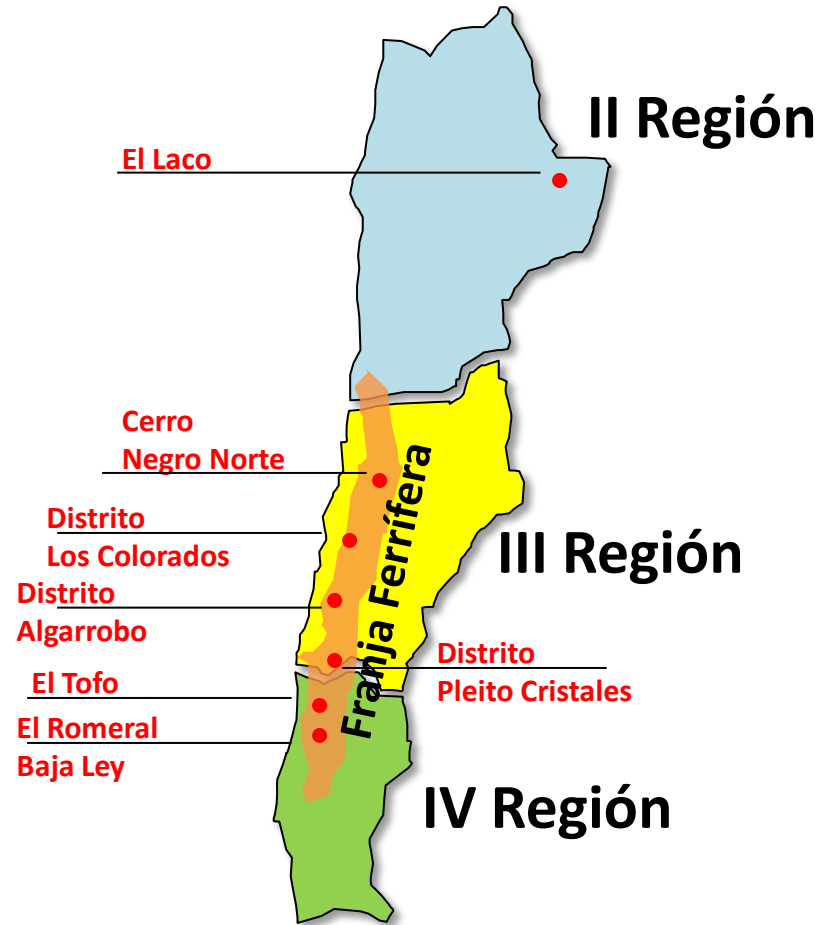 II Región
El Laco
Cerro
Negro Norte
Franja Ferrífera
Distrito
Los Colorados
III Región
Distrito
Algarrobo
Distrito
Pleito Cristales
El Tofo
El Romeral
Baja Ley
IV Región